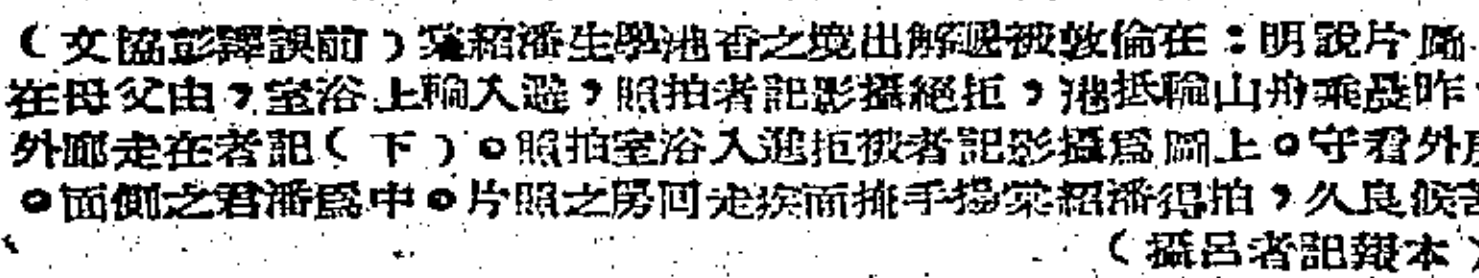 圖片說明：在倫敦被遞解出境之香港學生潘紹棠（前誤譯彭協文）
昨晨乘舟山輪抵港，拒絕攝影記者拍照，避入輪上浴室，由父母在
外看守。上圖爲攝影記者被拒避入浴室拍照。（下）記者在走廊外
苦候良久，拍得潘紹棠揚手掩面疾走回房之照片。中爲潘君之側面。
本報記者呂攝）